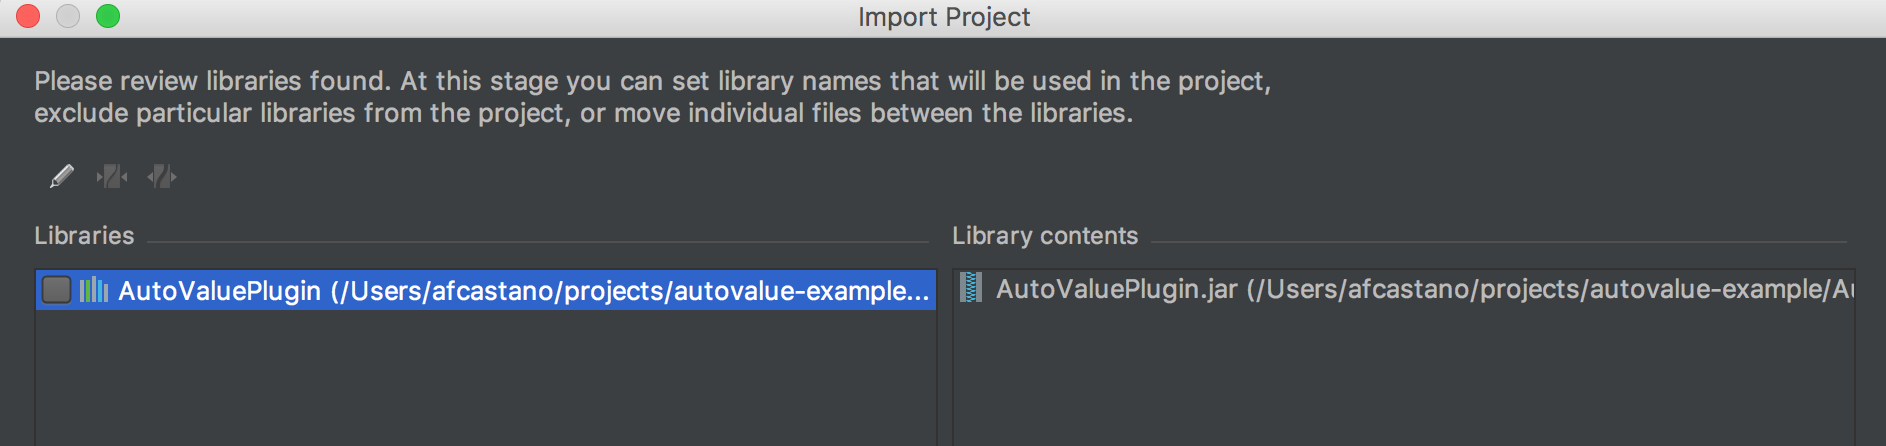 Import Project
Please review libraries found. At this stage you can set library names that will be used in the project,
exclude particular libraries from the project, or move individual files between the libraries.
Libraries
Library contents
AutoValuePlugin (/Users/afcastano/projects/autovalue-example...
AutoValuePlugin.jar (/Users/afcastano/projects/autovalue-example/